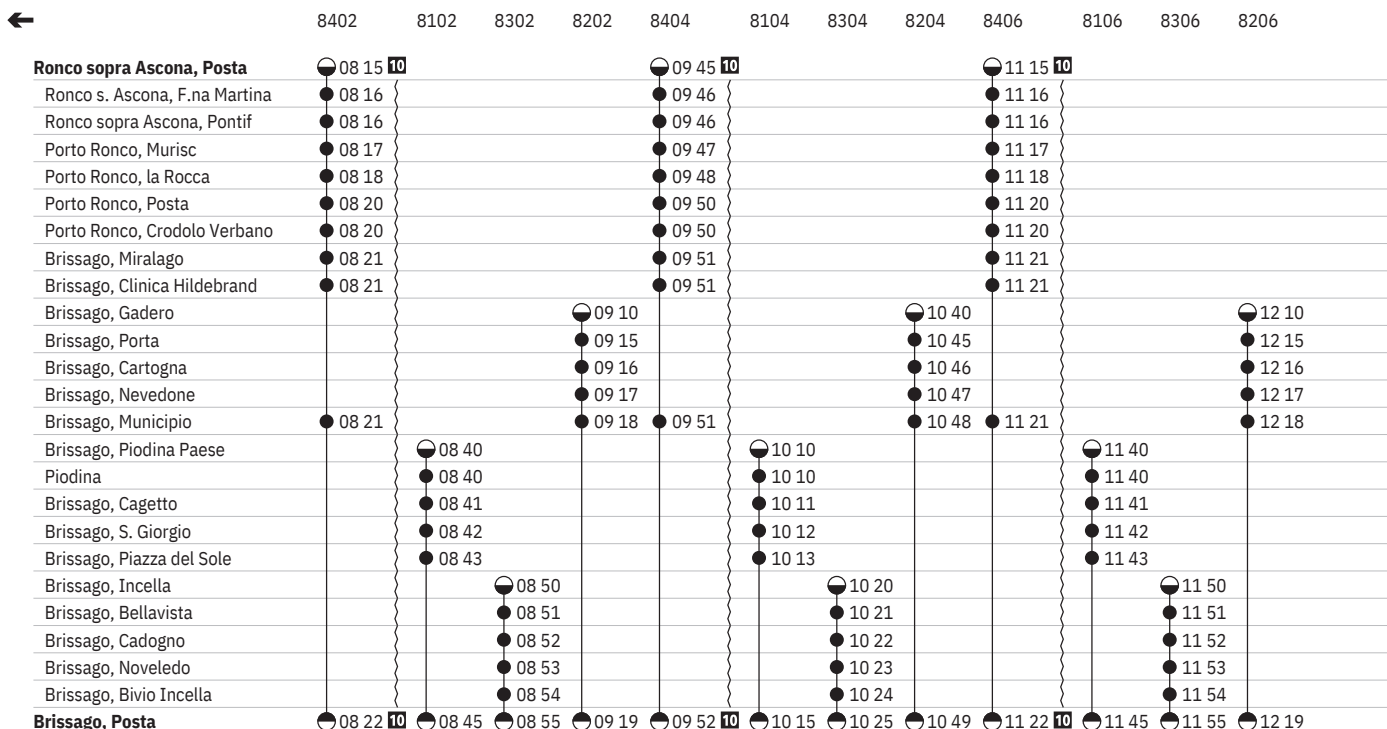 8402 8102 8302 8202 8404 8104 8304 8204 8406 8106 8306 8206
Ronco sopra Ascona, Posta 08 15 10 09 45 10 11 15 10
Ronco s. Ascona, F.na Martina 08 16 09 46 11 16
Ronco sopra Ascona, Pontif 08 16 09 46 11 16
Porto Ronco, Murisc 08 17 09 47 11 17
Porto Ronco, la Rocca 08 18 09 48 11 18
Porto Ronco, Posta 08 20 09 50 11 20
Porto Ronco, Crodolo Verbano 08 20 09 50 11 20
Brissago, Miralago 08 21 09 51 11 21
Brissago, Clinica Hildebrand 08 21 09 51 11 21
Brissago, Gadero 09 10 10 40 12 10
Brissago, Porta 09 15 10 45 12 15
Brissago, Cartogna 09 16 10 46 12 16
Brissago, Nevedone 09 17 10 47 12 17
Brissago, Municipio 08 21 09 18 09 51 10 48 11 21 12 18
Brissago, Piodina Paese 08 40 10 10 11 40
Piodina 08 40 10 10 11 40
Brissago, Cagetto 08 41 10 11 11 41
Brissago, S. Giorgio 08 42 10 12 11 42
Brissago, Piazza del Sole 08 43 10 13 11 43
Brissago, Incella 08 50 10 20 11 50
Brissago, Bellavista 08 51 10 21 11 51
Brissago, Cadogno 08 52 10 22 11 52
Brissago, Noveledo 08 53 10 23 11 53
Brissago, Bivio Incella 08 54 10 24 11 54
Brissago, Posta 08 22 10 08 45 08 55 09 19 09 52 10 10 15 10 25 10 49 11 22 10 11 45 11 55 12 19